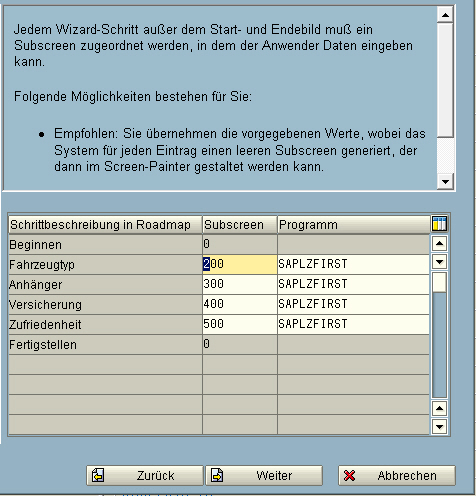 Jedem Wizard-Schritt außer dem Start- und Endebild muß ein
Subscreen zugeordnet werden, in dem der Anwender Daten eingeben
kann.
Folgende Möglichkeiten bestehen für Sie:
• Empfohlen: Sie übernehmen die vorgegebenen Werte, wobei das
System für jeden Eintrag einen leeren Subscreen generiert, der
dann im Screen-Painter gestaltet werden kann.
Schrittbeschreibung in Roadmap Subscreen Programm
Beginnen 0
Fahrzeugtyp 200 SAPLZFIRST
Anhänger 300 SAPLZFIRST
Versicherung 400 SAPLZFIRST
Zufriedenheit 500 SAPLZFIRST
Fertigstellen 0
Zurück Weiter Abbrechen